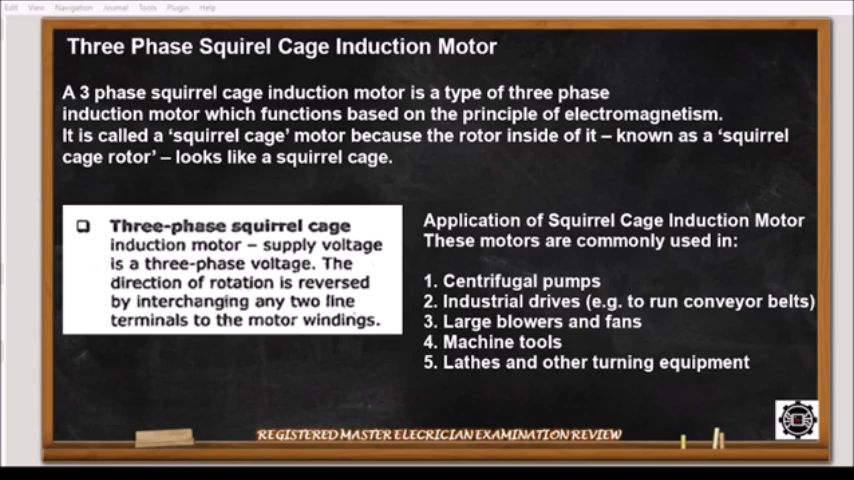 Edit View Navigation Journal Tools Plugin Help
Three Phase Squirel Cage Induction Motor
A 3 phase squirrel cage induction motor is a type of three phase
induction motor which functions based on the principle of electromagnetism.
It is called a ‘squirrel cage’ motor because the rotor inside of it – known as a ‘squirrel
cage rotor’ – looks like a squirrel cage.
Three-phase squirrel cage
induction motor – supply voltage
is a three-phase voltage. The
direction of rotation is reversed
by interchanging any two line
terminals to the motor windings.
Application of Squirrel Cage Induction Motor
These motors are commonly used in:
1. Centrifugal pumps
2. Industrial drives (e.g. to run conveyor belts)
3. Large blowers and fans
4. Machine tools
5. Lathes and other turning equipment
REGISTERED MASTER ELECRICIAN EXAMINATION REVIEW